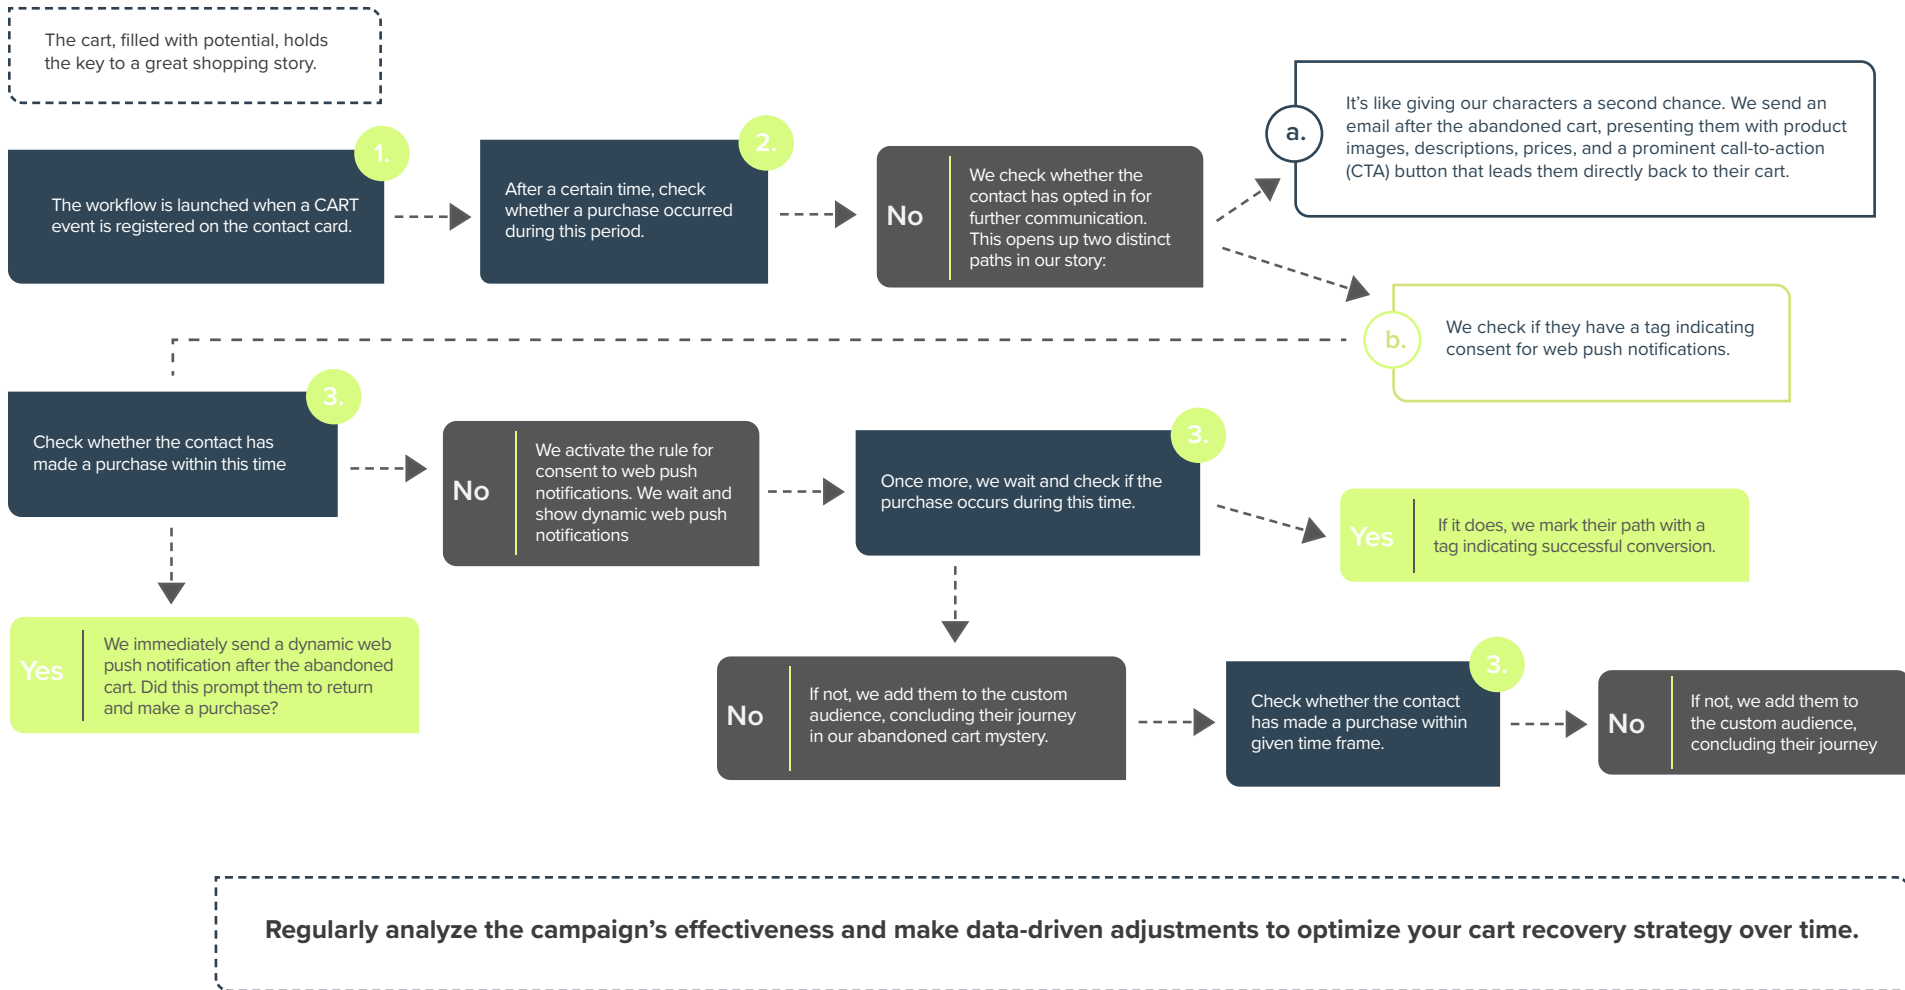 The cart, filled with potential, holds
the key to a great shopping story.
1.
The workflow is launched when a CART
event is registered on the contact card.
2.
After a certain time, check
whether a purchase occurred
during this period.
No
We check whether the
contact has opted in for
further communication.
This opens up two distinct
paths in our story:
a.
It’s like giving our characters a second chance. We send an
email after the abandoned cart, presenting them with product
images, descriptions, prices, and a prominent call-to-action
(CTA) button that leads them directly back to their cart.
b.
We check if they have a tag indicating
consent for web push notifications.
3.
Check whether the contact has
made a purchase within this time
No
We activate the rule for
consent to web push
notifications. We wait and
show dynamic web push
notifications
3.
Once more, we wait and check if the
purchase occurs during this time.
Yes
If it does, we mark their path with a
tag indicating successful conversion.
Yes
We immediately send a dynamic web
push notification after the abandoned
cart. Did this prompt them to return
and make a purchase?
No
If not, we add them to the custom
audience, concluding their journey
in our abandoned cart mystery.
3.
Check whether the contact
has made a purchase within
given time frame.
No
If not, we add them to
the custom audience,
concluding their journey
Regularly analyze the campaign’s effectiveness and make data-driven adjustments to optimize your cart recovery strategy over time.